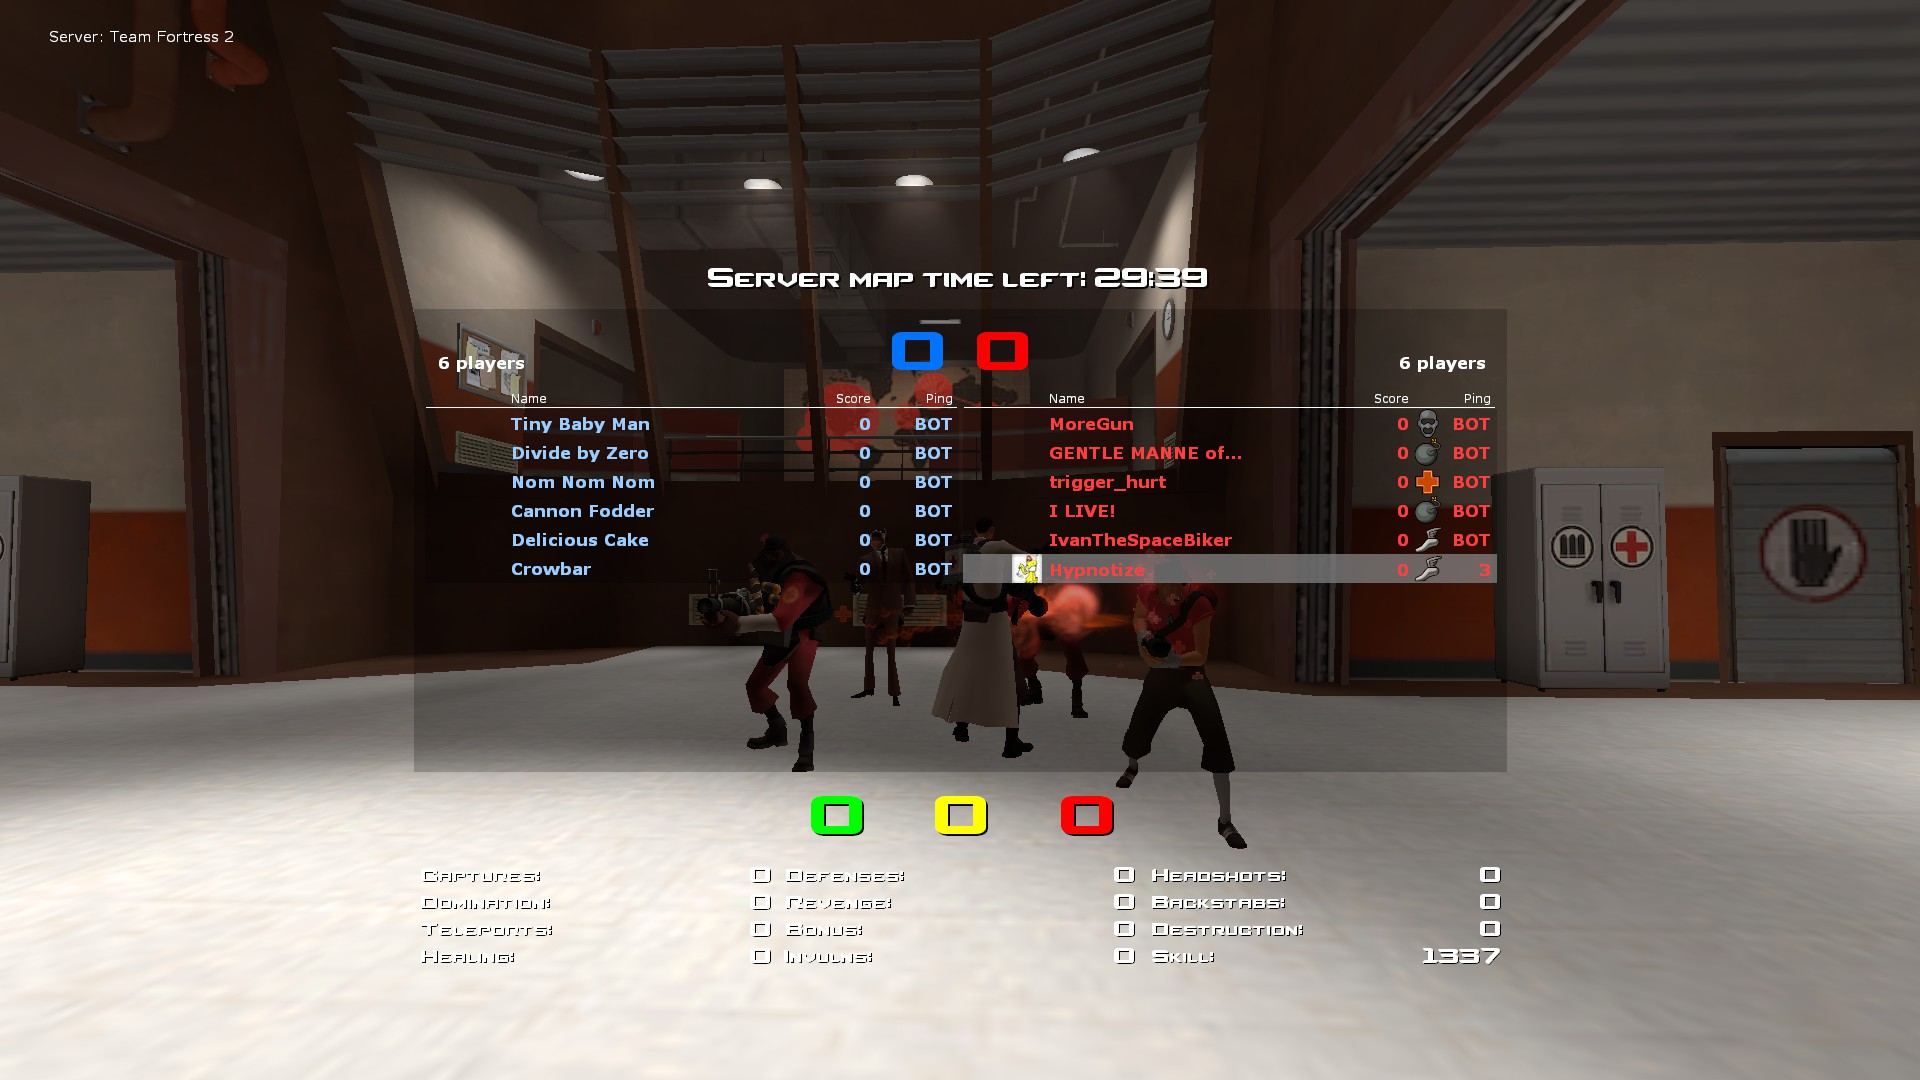 Server: Team Fortress 2
Server map time left: 29:39
0 0
6 players 6 players
Name Score Ping Name Score Ping
Tiny Baby Man 0 BOT MoreGun 0 BOT
Divide by Zero 0 BOT GENTLE MANNE of... 0 BOT
Nom Nom Nom 0 BOT trigger_hurt 0 BOT
Cannon Fodder 0 BOT I LIVE! 0 BOT
Delicious Cake 0 BOT IvanTheSpaceBiker 0 BOT
Crowbar 0 BOT Hypnotize 0 3
0 0 0
Captures: 0 Defenses: 0 Headshots: 0
Domination: 0 Revenge: 0 Backstabs: 0
Teleports: 0 Bonus: 0 Destruction: 0
Healing: 0 Invulns: 0 Skill: 1337